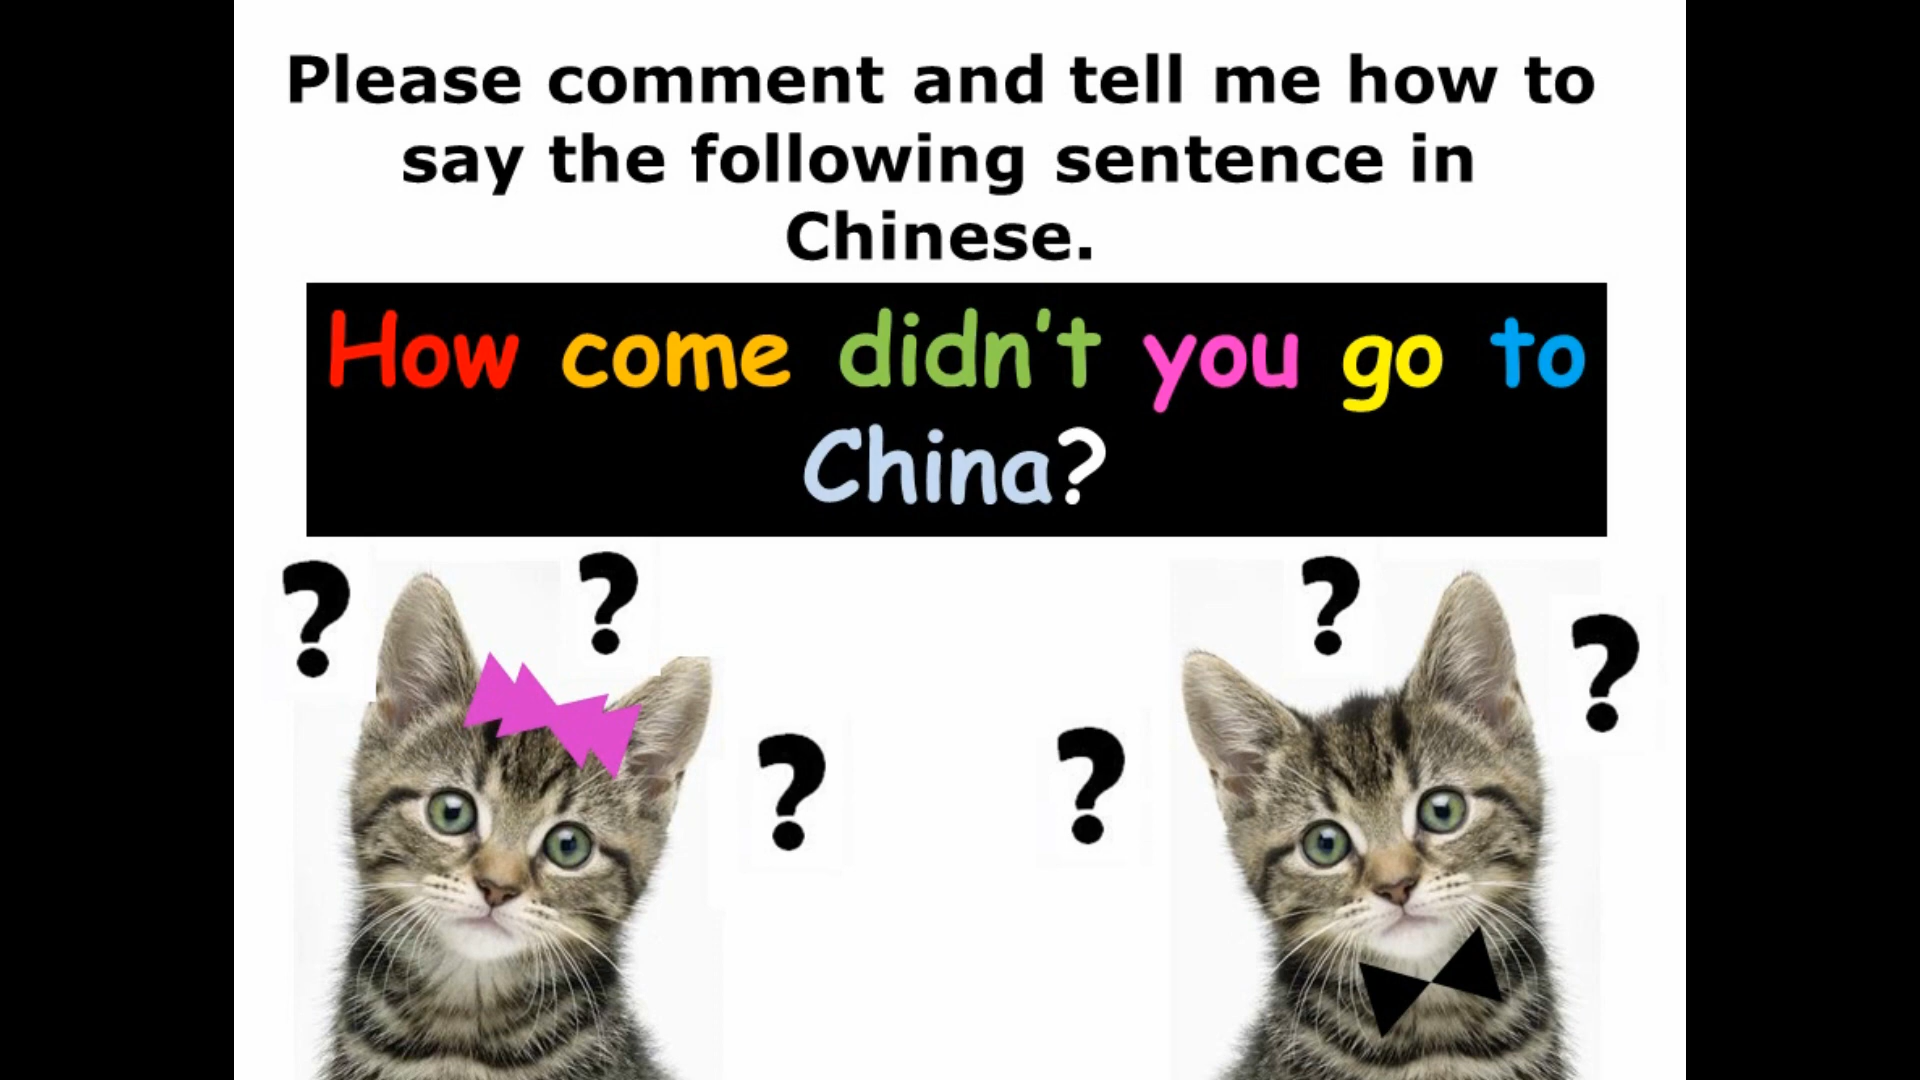 Please comment and tell me how to
say the following sentence in
Chinese.
How come didn't you go to
China?
? ? ? ?
? ?